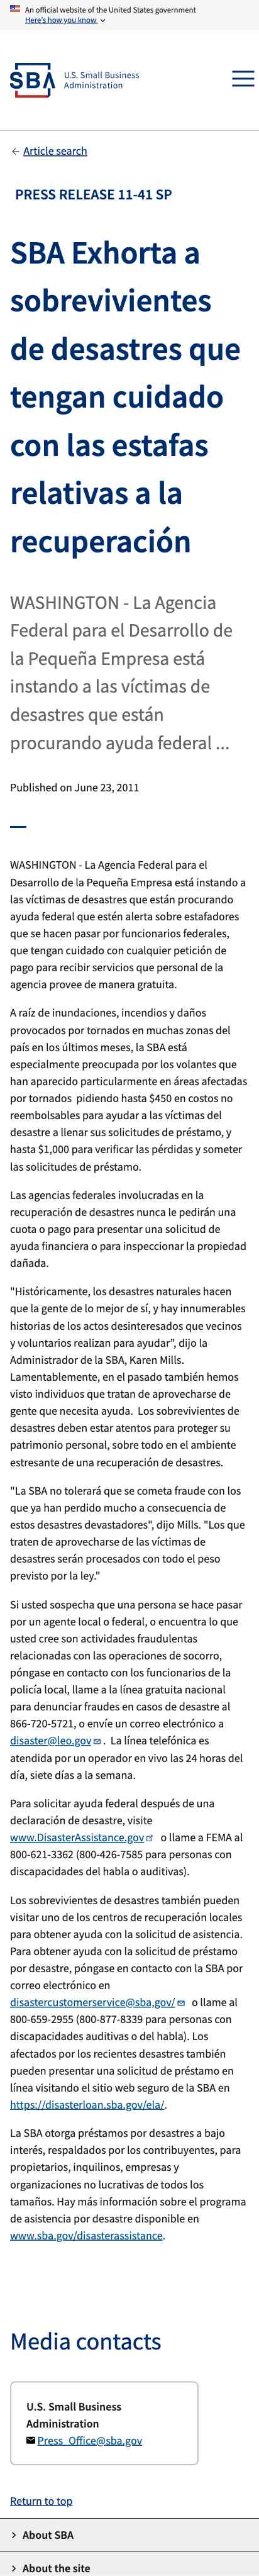 An official website of the United States government
Here's how you know
SBA
U.S. Small Business
Administration
Article search
PRESS RELEASE 11-41 SP
SBA Exhorta a
sobrevivientes
de desastres que
tengan cuidado
con las estafas
relativas a la
recuperación
WASHINGTON - La Agencia
Federal para el Desarrollo de
la Pequeña Empresa está
instando a las víctimas de
desastres que están
procurando ayuda federal ...
Published on June 23, 2011
WASHINGTON - La Agencia Federal para el
Desarrollo de la Pequeña Empresa está instando a
las víctimas de desastres que están procurando
ayuda federal que estén alerta sobre estafadores
que se hacen pasar por funcionarios federales,
que tengan cuidado con cualquier petición de
pago para recibir servicios que personal de la
agencia provee de manera gratuita.
A raíz de inundaciones, incendios y daños
provocados por tornados en muchas zonas del
país en los últimos meses, la SBA está
especialmente preocupada por los volantes que
han aparecido particularmente en áreas afectadas
por tornados  pidiendo hasta $450 en costos no
reembolsables para ayudar a las víctimas del
desastre a llenar sus solicitudes de préstamo, y
hasta $1,000 para verificar las pérdidas y someter
las solicitudes de préstamo.
Las agencias federales involucradas en la
recuperación de desastres nunca le pedirán una
cuota o pago para presentar una solicitud de
ayuda financiera o para inspeccionar la propiedad
dañada.
"Históricamente, los desastres naturales hacen
que la gente de lo mejor de sí, y hay innumerables
historias de los actos desinteresados que vecinos
y voluntarios realizan para ayudar”, dijo la
Administrador de la SBA, Karen Mills.
Lamentablemente, en el pasado también hemos
visto individuos que tratan de aprovecharse de
gente que necesita ayuda.  Los sobrevivientes de
desastres deben estar atentos para proteger su
patrimonio personal, sobre todo en el ambiente
estresante de una recuperación de desastres.
"La SBA no tolerará que se cometa fraude con los
que ya han perdido mucho a consecuencia de
estos desastres devastadores", dijo Mills. "Los que
traten de aprovecharse de las víctimas de
desastres serán procesados con todo el peso
previsto por la ley."
Si usted sospecha que una persona se hace pasar
por un agente local o federal, o encuentra lo que
usted cree son actividades fraudulentas
relacionadas con las operaciones de socorro,
póngase en contacto con los funcionarios de la
policía local, llame a la línea gratuita nacional
para denunciar fraudes en casos de desastre al
866-720-5721, o envíe un correo electrónico a
disaster@leo.gov .  La línea telefónica es
atendida por un operador en vivo las 24 horas del
día, siete días a la semana.
Para solicitar ayuda federal después de una
declaración de desastre, visite
www.DisasterAssistance.gov  o llame a FEMA al
800-621-3362 (800-426-7585 para personas con
discapacidades del habla o auditivas).
Los sobrevivientes de desastres también pueden
visitar uno de los centros de recuperación locales
para obtener ayuda con la solicitud de asistencia.
Para obtener ayuda con la solicitud de préstamo
por desastre, póngase en contacto con la SBA por
correo electrónico en
disastercustomerservice@sba,gov/  o llame al
800-659-2955 (800-877-8339 para personas con
discapacidades auditivas o del habla). Los
afectados por los recientes desastres también
pueden presentar una solicitud de préstamo en
línea visitando el sitio web seguro de la SBA en
https://disasterloan.sba.gov/ela/.
La SBA otorga préstamos por desastres a bajo
interés, respaldados por los contribuyentes, para
propietarios, inquilinos, empresas y
organizaciones no lucrativas de todos los
tamaños. Hay más información sobre el programa
de asistencia por desastre disponible en
www.sba.gov/disasterassistance.
Media contacts
U.S. Small Business
Administration
Press_Office@sba.gov
Return to top
About SBA
About the site